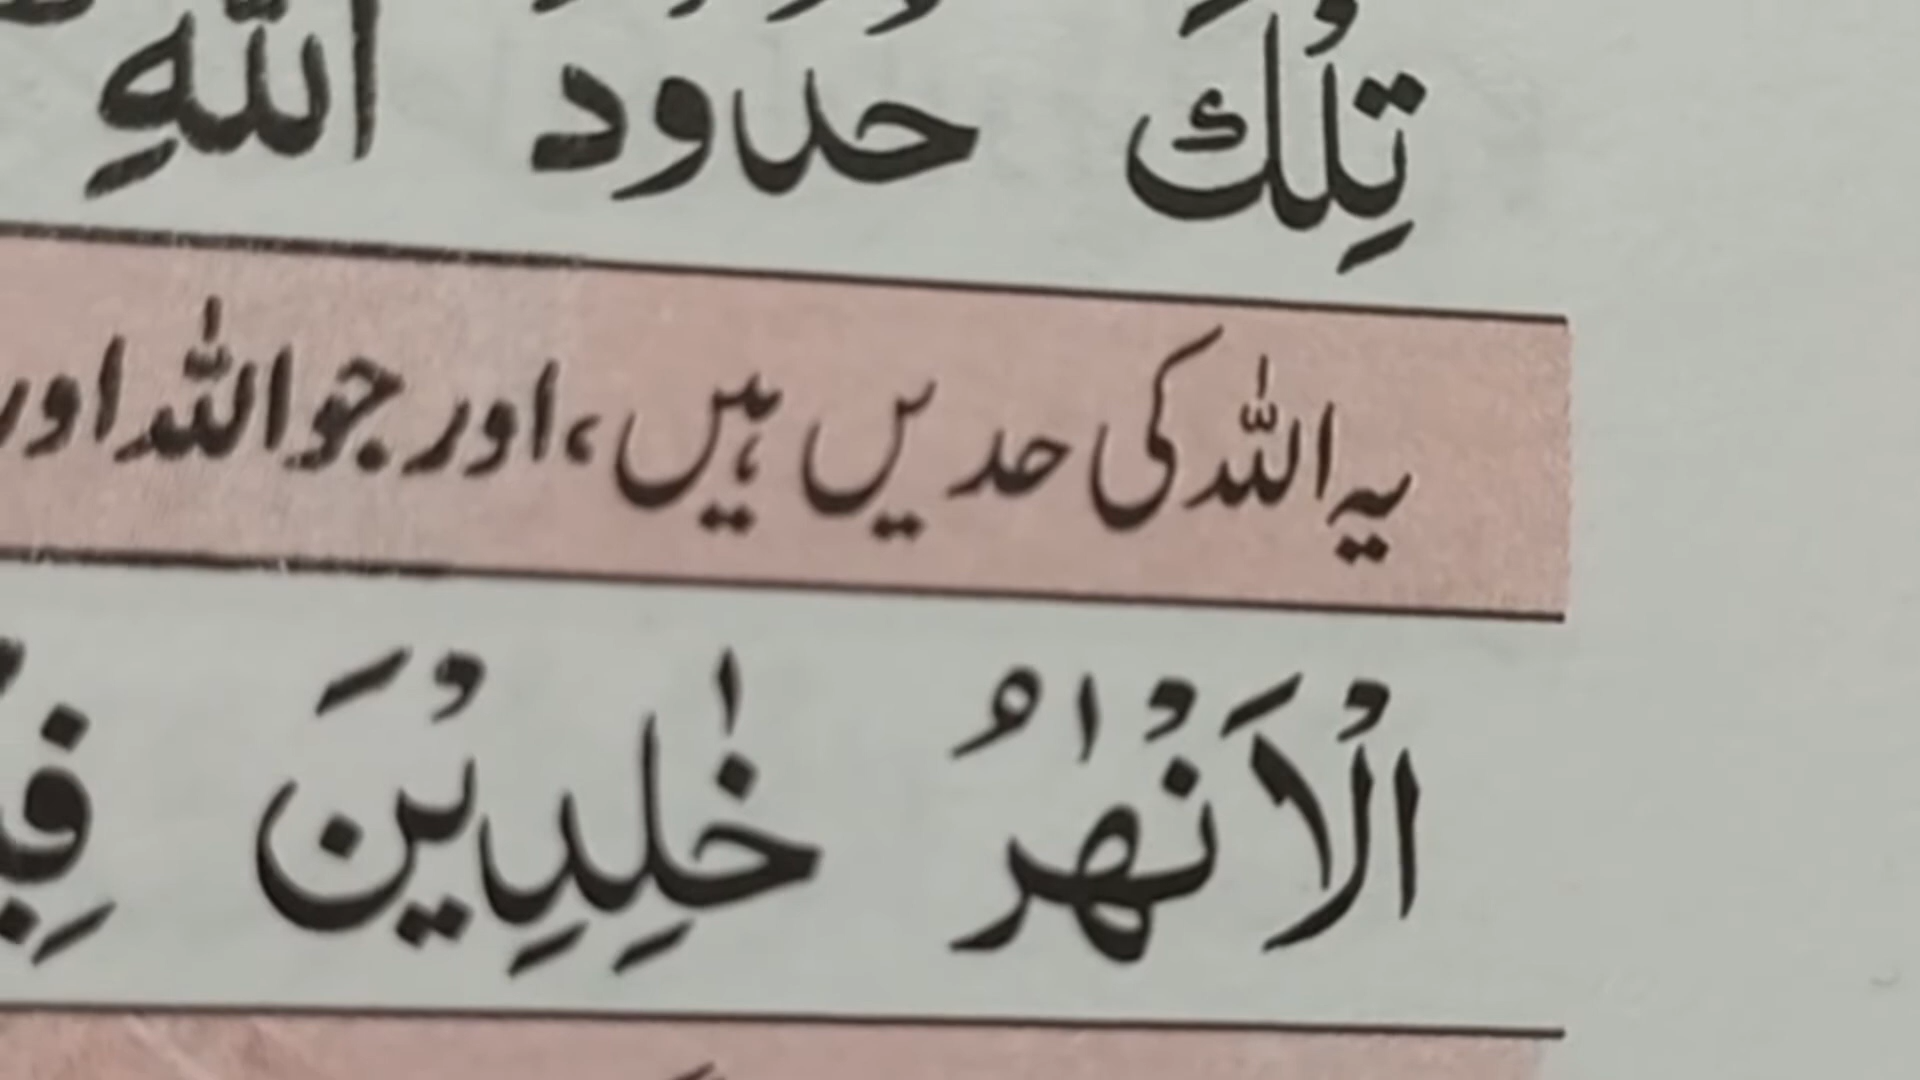 تِلْكَ حُدُودُ اللّٰهِ
یہ اللہ کی حدیں ہیں، اور جو اللہ اور
الْاَنْهٰرُ خٰلِدِيْنَ